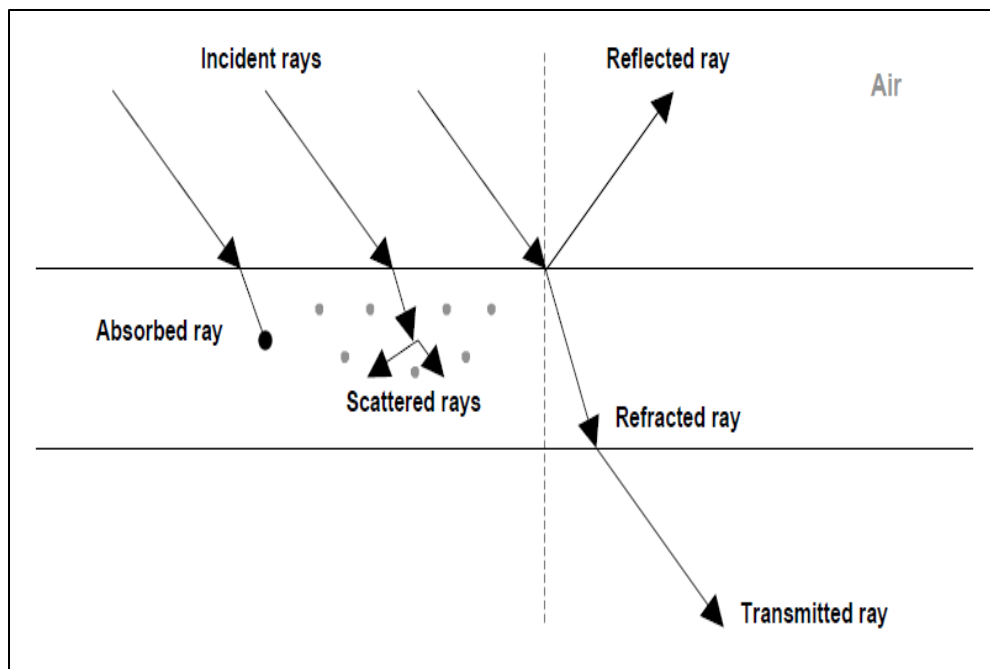 Incident rays
Reflected ray
Air
Absorbed ray
Scattered rays
Refracted ray
Transmitted ray